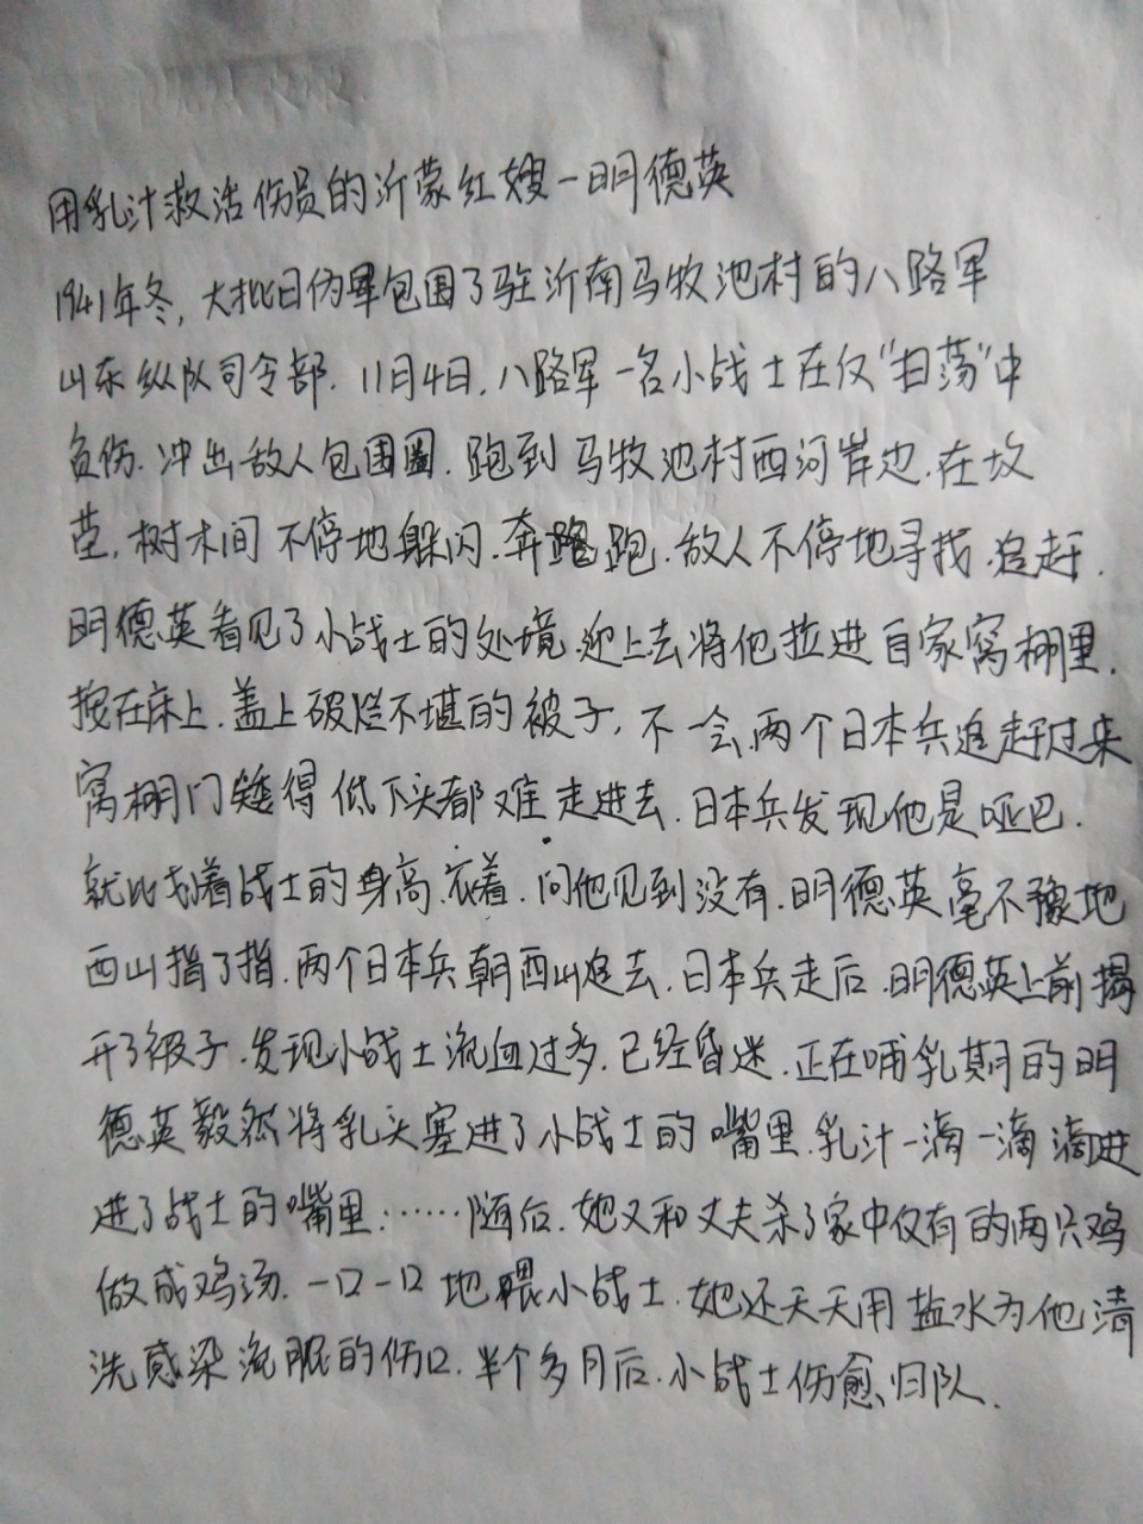 用乳汁救活伤员的沂蒙红嫂一明德英
1941年冬,大批日伪军包围了驻沂南马牧池村的八路军
山东纵队司令部.11月4日.八路军一名小战士在反"扫荡"中
负伤.冲出敌人包围圈.跑到马牧池村西河岸边.在坟
茔,树木间不停地躲闪.奔跑.敌人不停地寻找.追赶.
明德英看见了小战士的处境.迎上去将他拉进自家窝棚里.
按在床上.盖上破烂不堪的被子,不一会,两个日本兵追赶过来
窝棚门矮得低下头都难走进去.日本兵发现他是哑巴.
就比划着战士的身高、衣着.问他见到没有.明德英毫不豫地
西山指了指.两个日本兵朝西山追去.日本兵走后.明德英上前揭
开了被子.发现小战士流血过多.已经昏迷.正在哺乳期的明
德英毅然将乳头塞进了小战士的嘴里.乳汁一滴一滴滴进
进了战士的嘴里:……随后.她又和丈夫杀了家中仅有的两只鸡
做成鸡汤.一口一口地喂小战士.她还天天用盐水为他清
洗感染流脓的伤口.半个多月后.小战士伤愈归队.